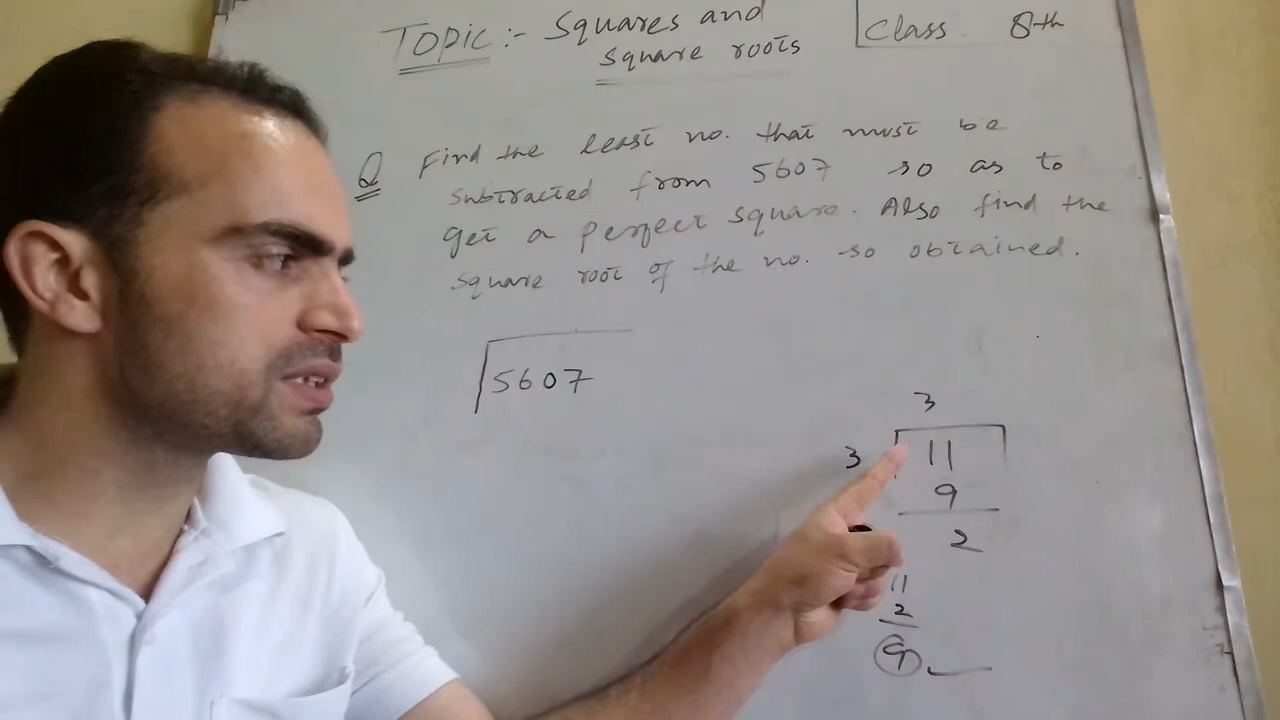 TOPIC:- Squares and
square roots
Class 8th
Q Find the least no. that must be
subtracted from 5607 so as to
get a perfect square. Also find the
square root of the no. so obtained.
5607
3
3 11
9
2
11
2
9